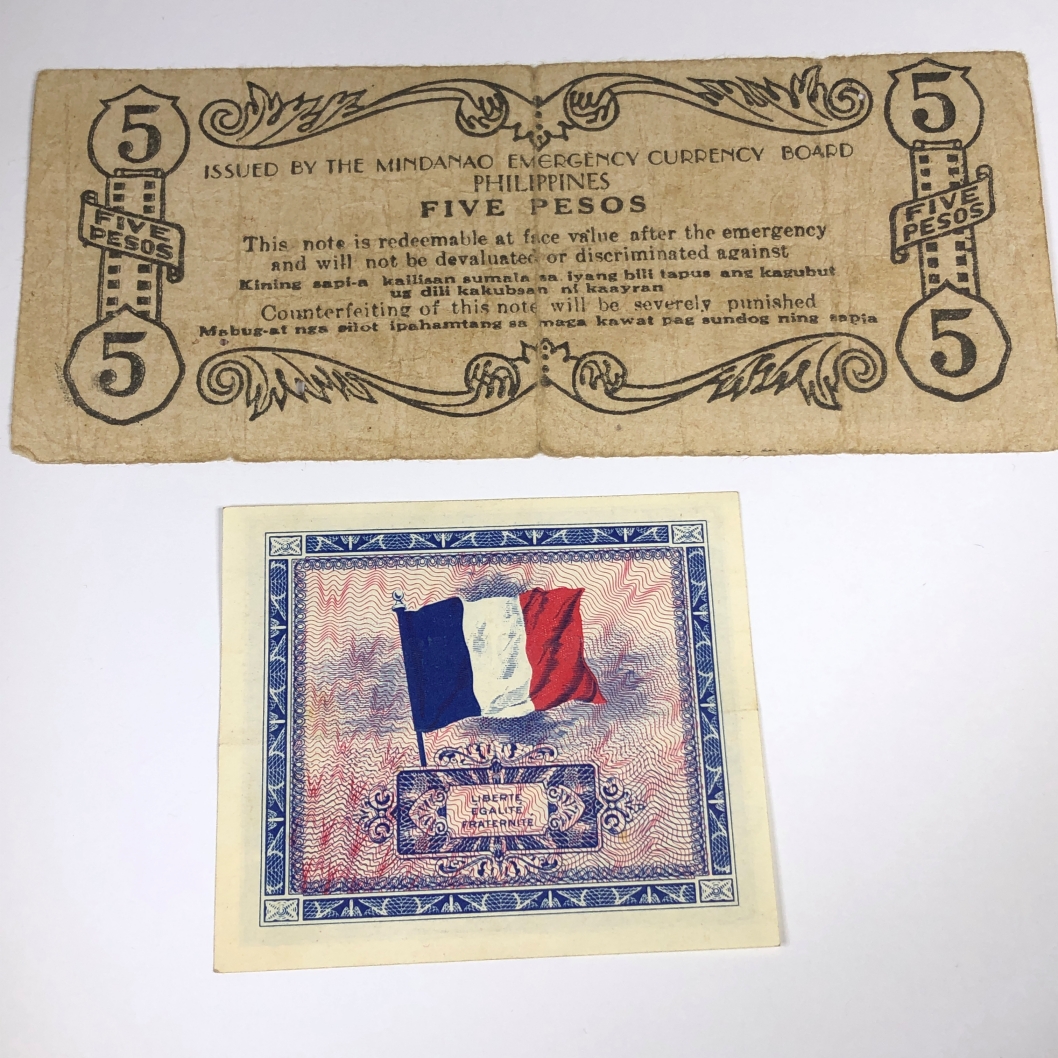 5 5
ISSUED BY THE MINDANAO EMERGENCY CURRENCY BOARD
PHILIPPINES
FIVE PESOS
FIVE PESOS
FIVE PESOS
This note is redeemable at face value after the emergency
and will not be devaluated or discriminated against
Kining sapi-a kailisan sumala sa iyang bili tapus ang kagubut
ug dili kakubsan ni kaayran
Counterfeiting of this note will be severely punished
Mabug-at nga silot ipahamtang sa maga kawat pag sundog ning sapia
5 5
LIBERTE
EGALITE
FRATERNITE